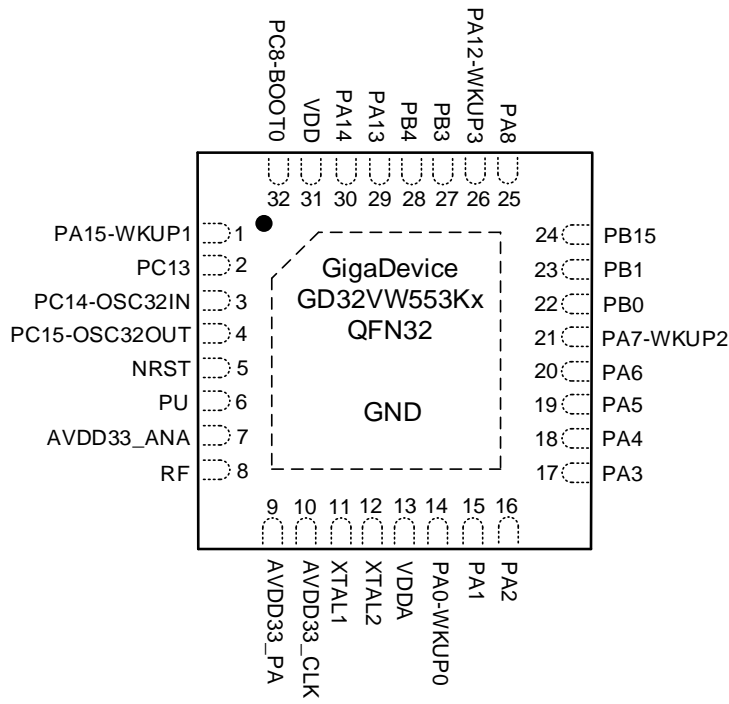 PC8-BOOT0
VDD
PA14
PA13
PB4
PB3
PA12-WKUP3
PA8
32 31 30 29 28 27 26 25
PA15-WKUP1 1
PC13 2
PC14-OSC32IN 3
PC15-OSC32OUT 4
NRST 5
PU 6
AVDD33_ANA 7
RF 8
GigaDevice
GD32VW553Kx
QFN32
GND
24 PB15
23 PB1
22 PB0
21 PA7-WKUP2
20 PA6
19 PA5
18 PA4
17 PA3
9 10 11 12 13 14 15 16
AVDD33_PA
AVDD33_CLK
XTAL1
XTAL2
VDDA
PA0-WKUP0
PA1
PA2